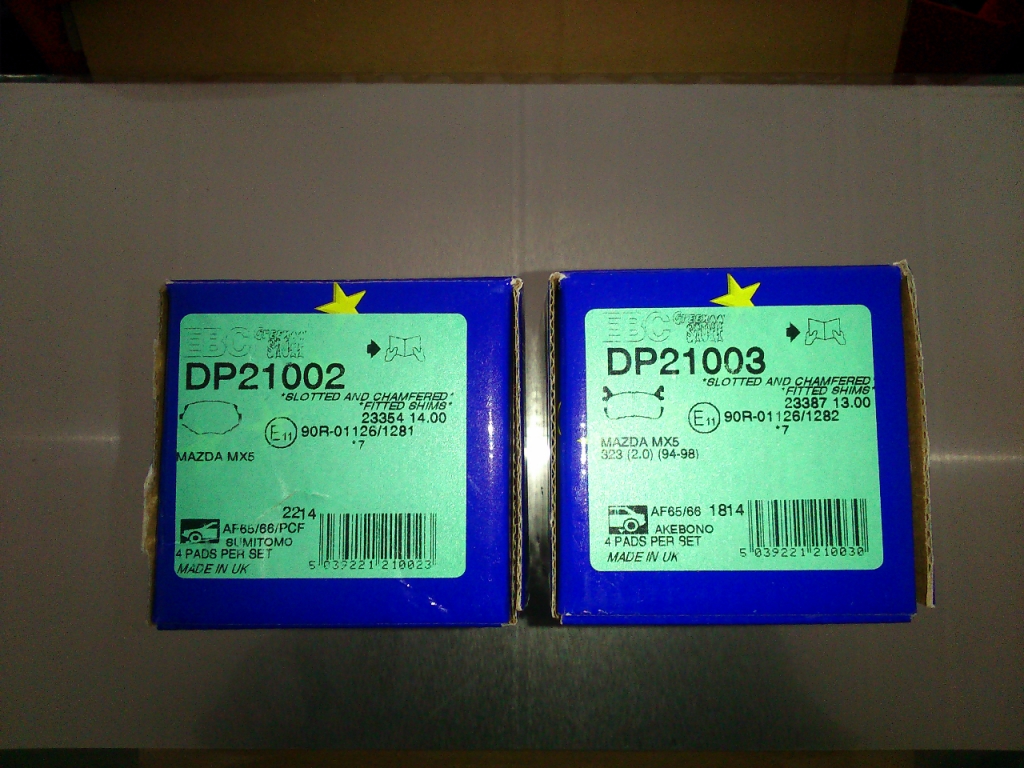 EBC GREEN STUFF
DP21002
*SLOTTED AND CHAMFERED*
*FITTED SHIMS*
23354 14.00
E11 90R-01126/1281
*7
MAZDA MX5
2214
AF65/66/PCF
SUMITOMO
4 PADS PER SET
MADE IN UK
5 039221 210023
EBC
DP21003
*SLOTTED AND CHAMFERED*
*FITTED SHIMS*
23387 13.00
E11 90R-01126/1282
*7
MAZDA MX5
323 (2.0) (94-98)
AF65/66 1814
AKEBONO
4 PADS PER SET
MADE IN UK
5 039221 210030